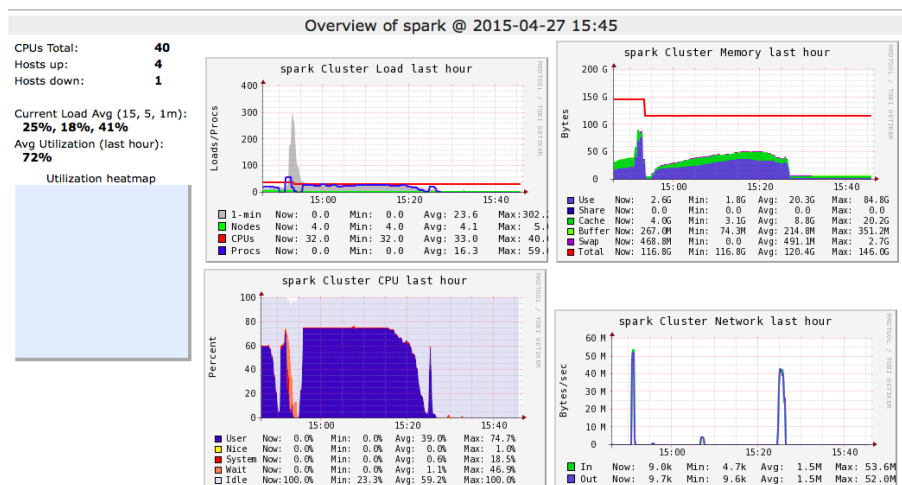 Overview of spark @ 2015-04-27 15:45
CPUs Total: 40
Hosts up: 4
Hosts down: 1
Current Load Avg (15, 5, 1m):
25%, 18%, 41%
Avg Utilization (last hour):
72%
Utilization heatmap
spark Cluster Load last hour
RRDTOOL / TOBI OETIKER
Loads/Procs
400
300
200
100
0
15:00 15:20 15:40
1-min Now: 0.0 Min: 0.0 Avg: 23.6 Max:302.
Nodes Now: 4.0 Min: 4.0 Avg: 4.1 Max: 5.
CPUs Now: 32.0 Min: 32.0 Avg: 33.0 Max: 40.
Procs Now: 0.0 Min: 0.0 Avg: 16.3 Max: 59.
spark Cluster Memory last hour
RRDTOOL / TOBI OETIKER
Bytes
200 G
150 G
100 G
50 G
0
15:00 15:20 15:40
Use Now: 2.6G Min: 1.8G Avg: 20.3G Max: 84.8G
Share Now: 0.0 Min: 0.0 Avg: 0.0 Max: 0.0
Cache Now: 4.0G Min: 3.1G Avg: 8.8G Max: 20.2G
Buffer Now: 267.0M Min: 74.3M Avg: 214.8M Max: 351.2M
Swap Now: 468.8M Min: 0.0 Avg: 491.1M Max: 2.7G
Total Now: 116.8G Min: 116.8G Avg: 120.4G Max: 146.0G
spark Cluster CPU last hour
RRDTOOL / TOBI OETIKER
Percent
100
80
60
40
20
0
15:00 15:20 15:40
User Now: 0.0% Min: 0.0% Avg: 39.0% Max: 74.7%
Nice Now: 0.0% Min: 0.0% Avg: 0.0% Max: 1.0%
System Now: 0.0% Min: 0.0% Avg: 0.6% Max: 18.5%
Wait Now: 0.0% Min: 0.0% Avg: 1.1% Max: 46.9%
Idle Now:100.0% Min: 23.3% Avg: 59.2% Max:100.0%
spark Cluster Network last hour
RRDTOOL / TOBI OETIKER
Bytes/sec
60 M
50 M
40 M
30 M
20 M
10 M
0
15:00 15:20 15:40
In Now: 9.0k Min: 4.7k Avg: 1.5M Max: 53.6M
Out Now: 9.7k Min: 9.6k Avg: 1.5M Max: 52.0M